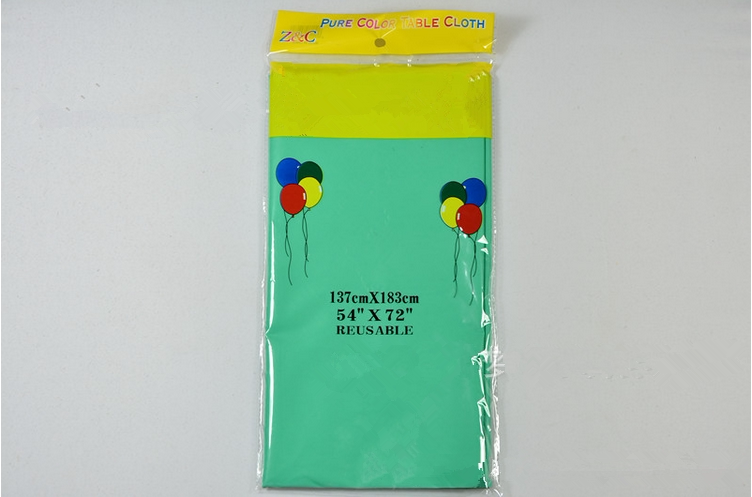 PURE COLOR TABLE CLOTH
Z&C
137cmX183cm
54" X 72"
REUSABLE